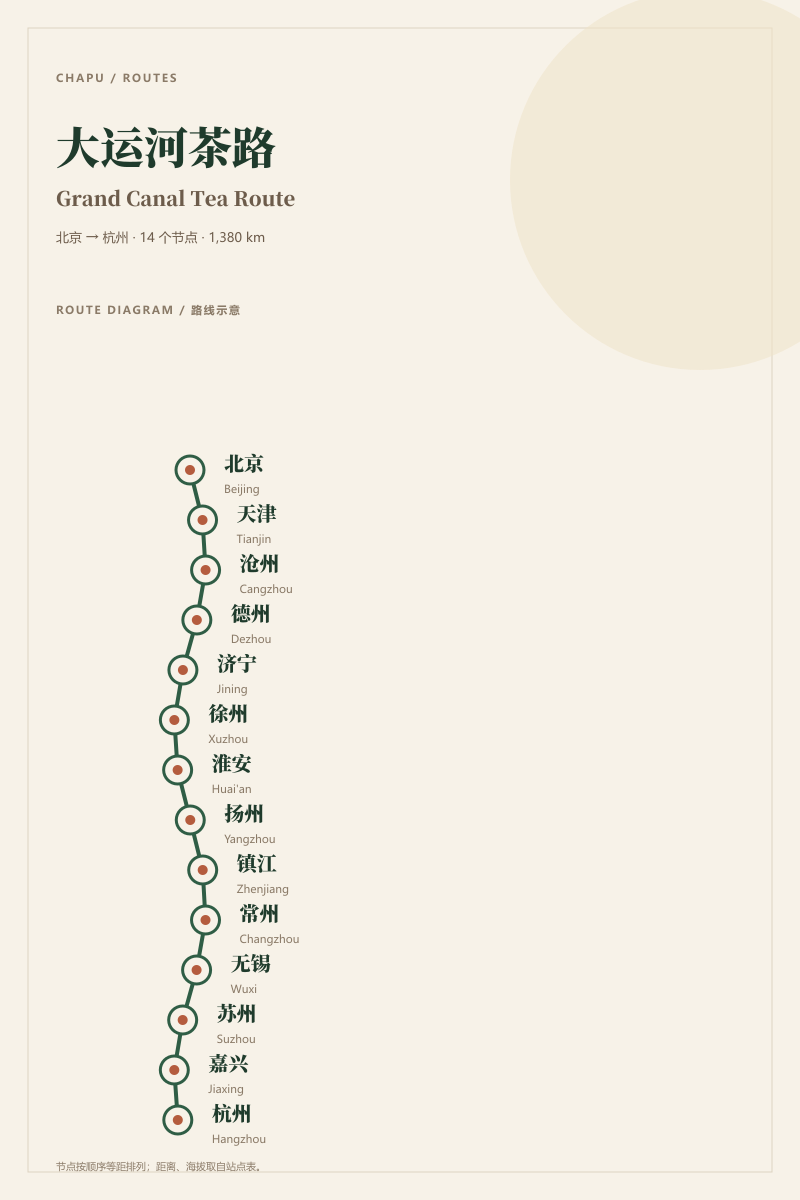 CHAPU / ROUTES
大运河茶路
Grand Canal Tea Route
北京 → 杭州 · 14 个节点 · 1,380 km
ROUTE DIAGRAM / 路线示意
北京
Beijing
天津
Tianjin
沧州
Cangzhou
德州
Dezhou
济宁
Jining
徐州
Xuzhou
淮安
Huai'an
扬州
Yangzhou
镇江
Zhenjiang
常州
Changzhou
无锡
Wuxi
苏州
Suzhou
嘉兴
Jiaxing
杭州
Hangzhou
节点按顺序等距排列；距离、海拔取自站点表。